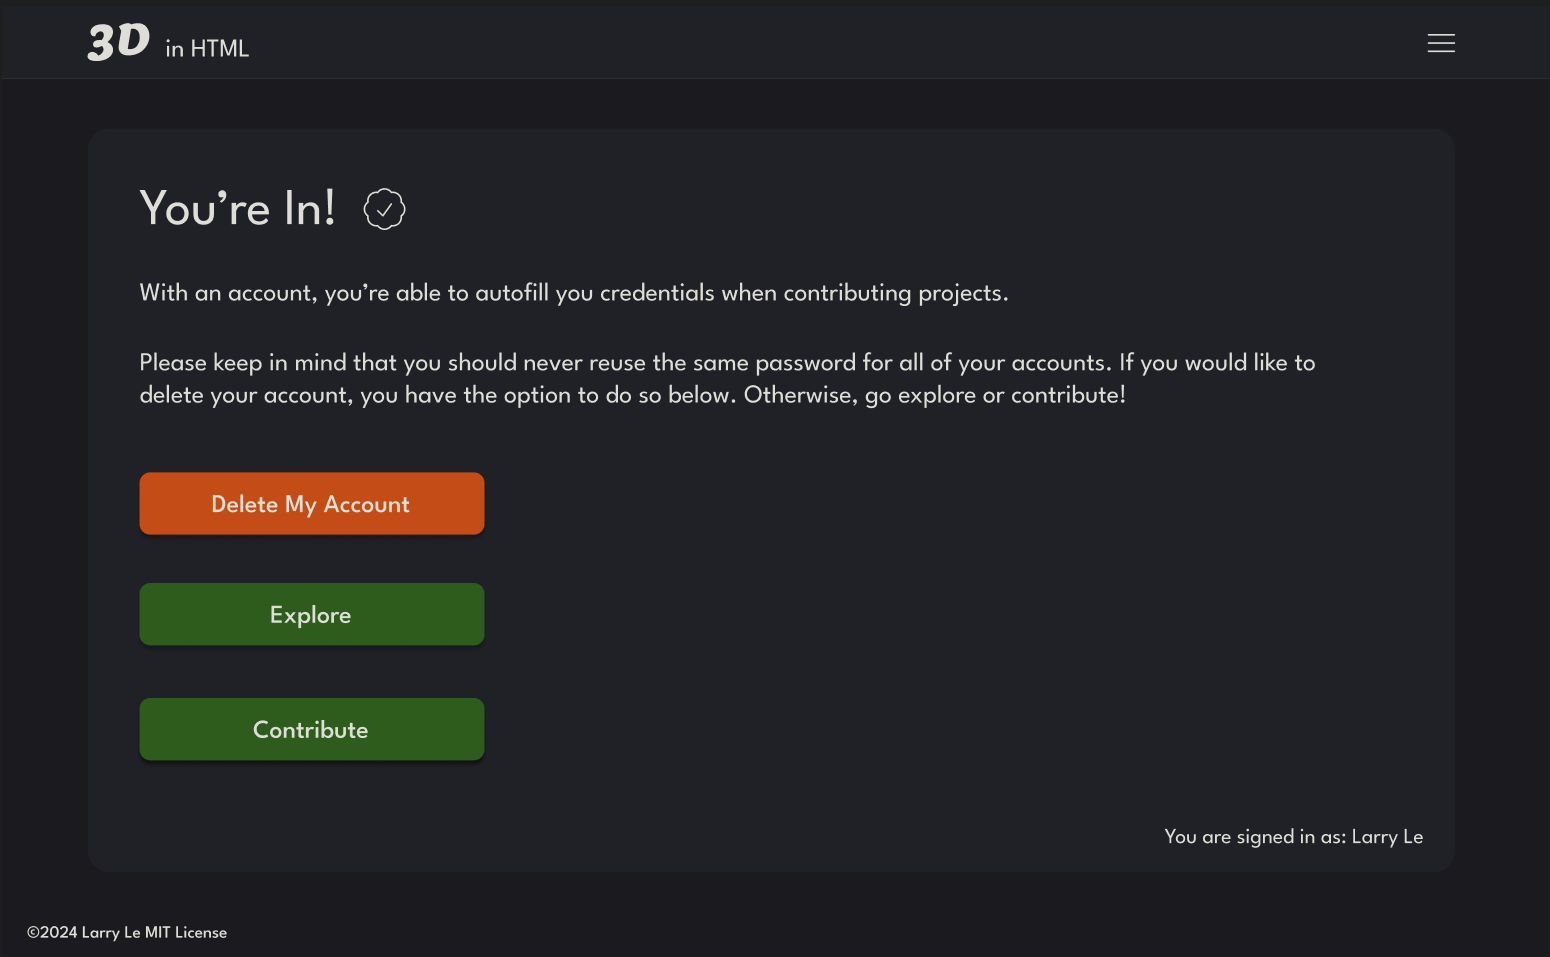 3D in HTML
You’re In!
With an account, you’re able to autofill you credentials when contributing projects.
Please keep in mind that you should never reuse the same password for all of your accounts. If you would like to
delete your account, you have the option to do so below. Otherwise, go explore or contribute!
Delete My Account
Explore
Contribute
You are signed in as: Larry Le
©2024 Larry Le MIT License